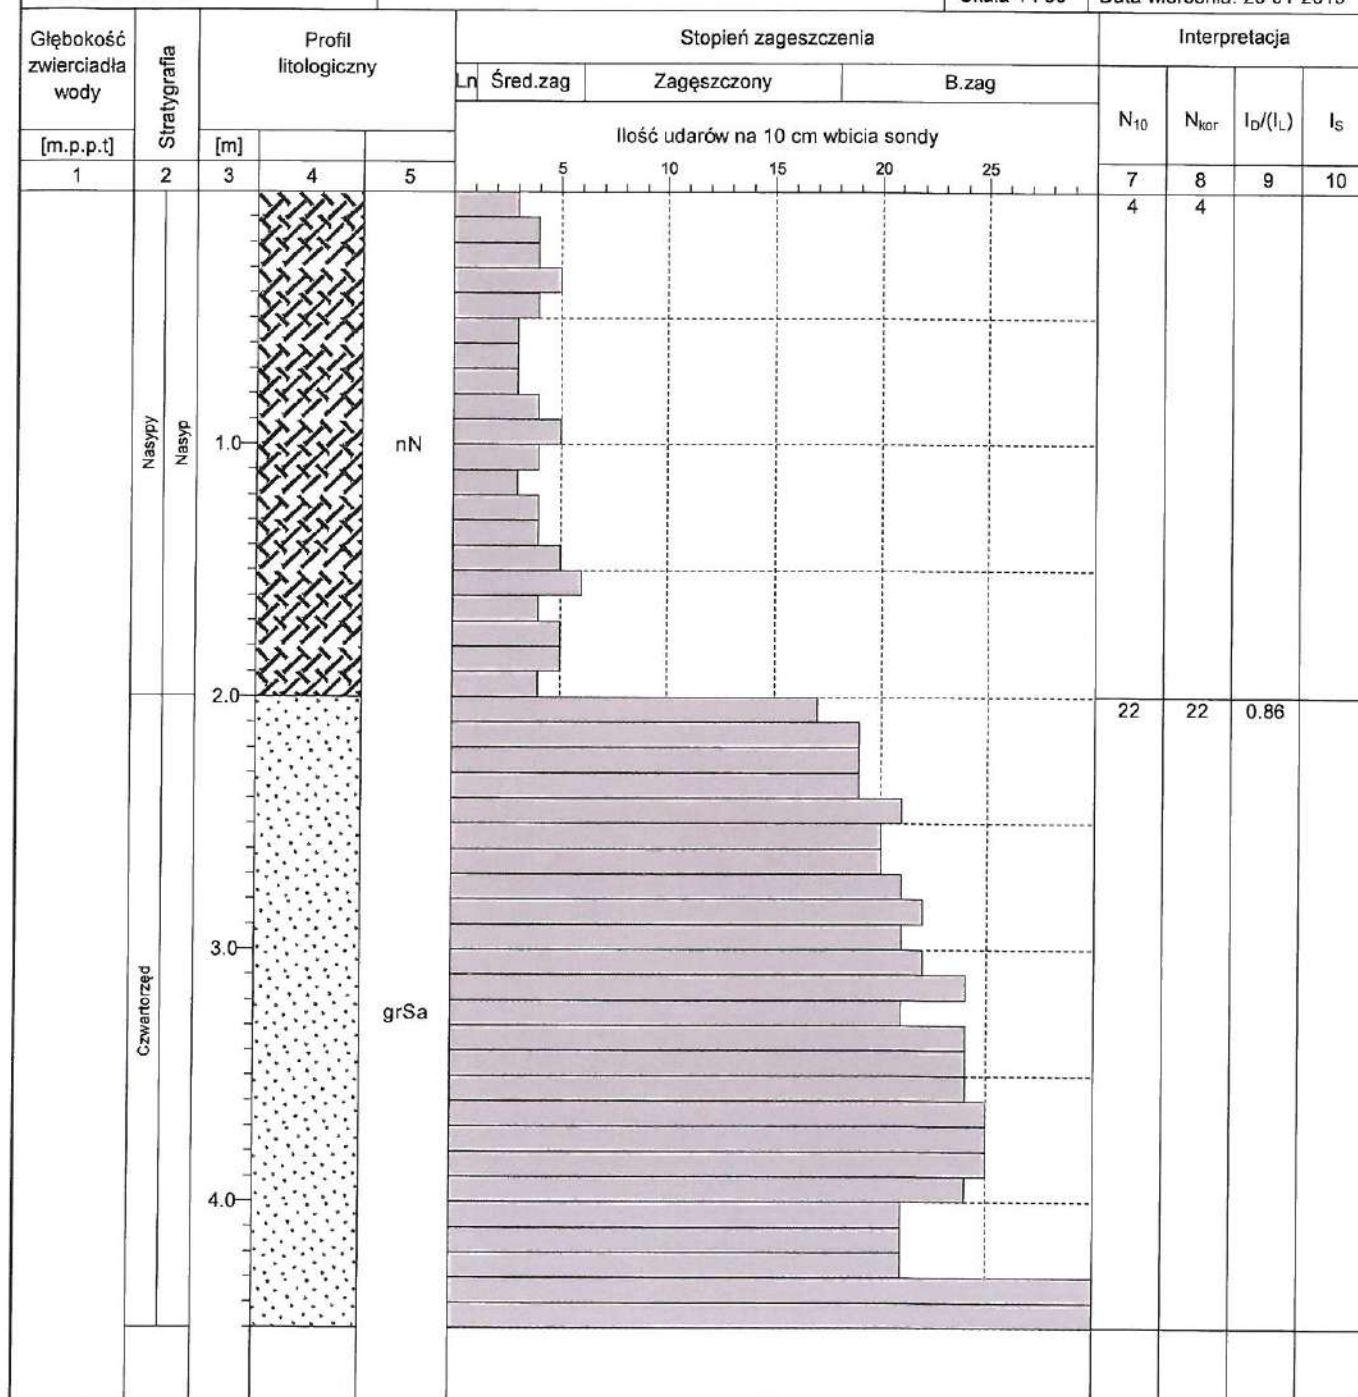 Głębokość zwierciadła wody
[m.p.p.t]
1
Stratygrafia
2
Profil litologiczny
[m]
3
4
5
Stopień zageszczenia
Ln Śred.zag Zagęszczony B.zag
Ilość udarów na 10 cm wbicia sondy
5 10 15 20 25
Interpretacja
N10 Nkor ID/(IL) IS
7 8 9 10
4 4
Nasypy
Nasyp
1.0
nN
2.0
22 22 0.86
3.0
Czwartorzęd
grSa
4.0